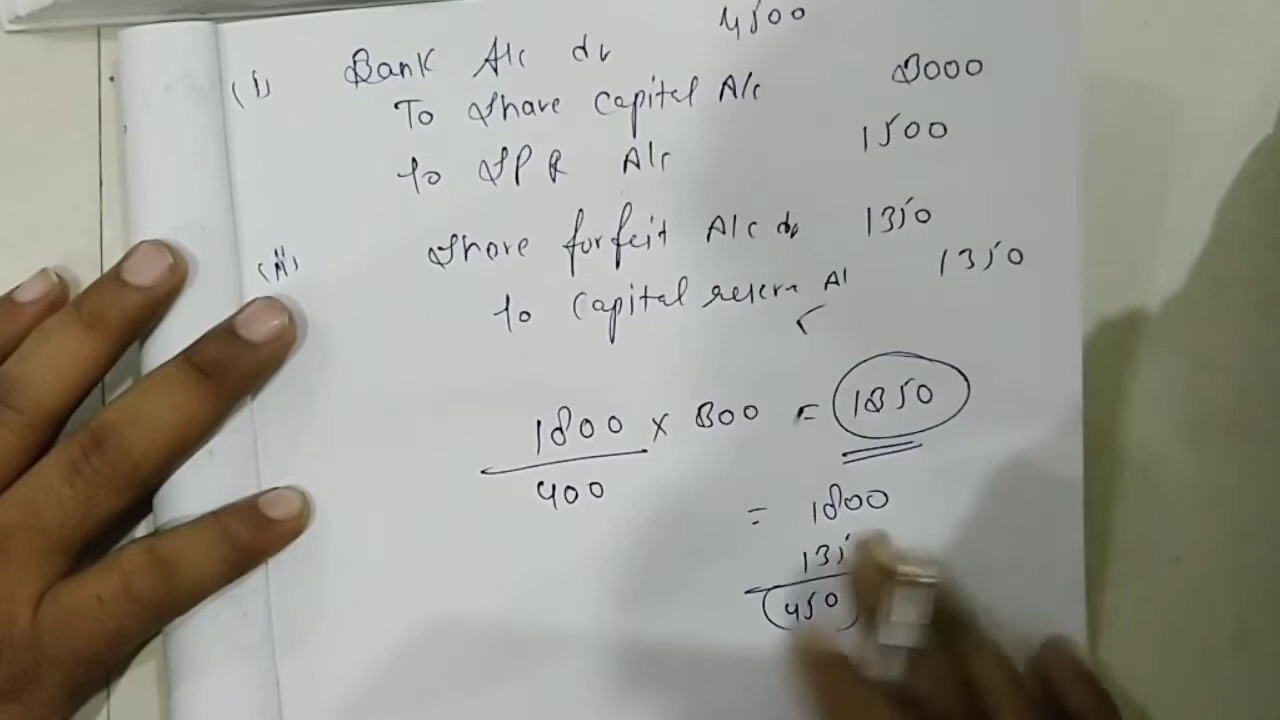 (i) Bank A/c dr 4500
To Share Capital A/c 3000
To SPR A/c 1500
(ii) Share forfeit A/c dr 1350
To Capital reserve A/
1350
1800 × 300 = 1350
400
= 1800
135
450